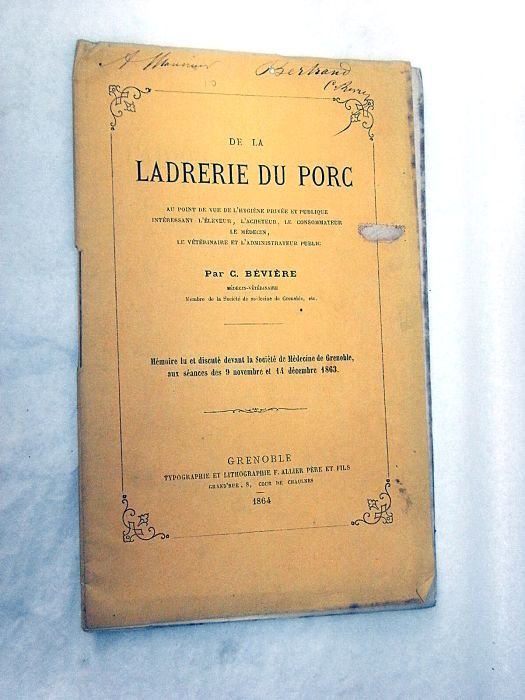 A
Bertrand
DE LA
LADRERIE DU PORC
AU POINT DE VUE DE L'HYGIÈNE PRIVÉE ET PUBLIQUE
INTÉRESSANT L'ÉLEVEUR, L'ACHETEUR, LE CONSOMMATEUR
LE MÉDECIN,
LE VÉTÉRINAIRE ET L'ADMINISTRATEUR PUBLIC
Par C. BÉVIÈRE
MÉDECIN-VÉTÉRINAIRE
Membre de la Société de médecine de Grenoble, etc.
Mémoire lu et discuté devant la Société de Médecine de Grenoble,
aux séances des 9 novembre et 14 décembre 1863.
GRENOBLE
TYPOGRAPHIE ET LITHOGRAPHIE F. ALLIER PÈRE ET FILS
GRAND'RUE, 8, COUR DE CHAULNES
1864